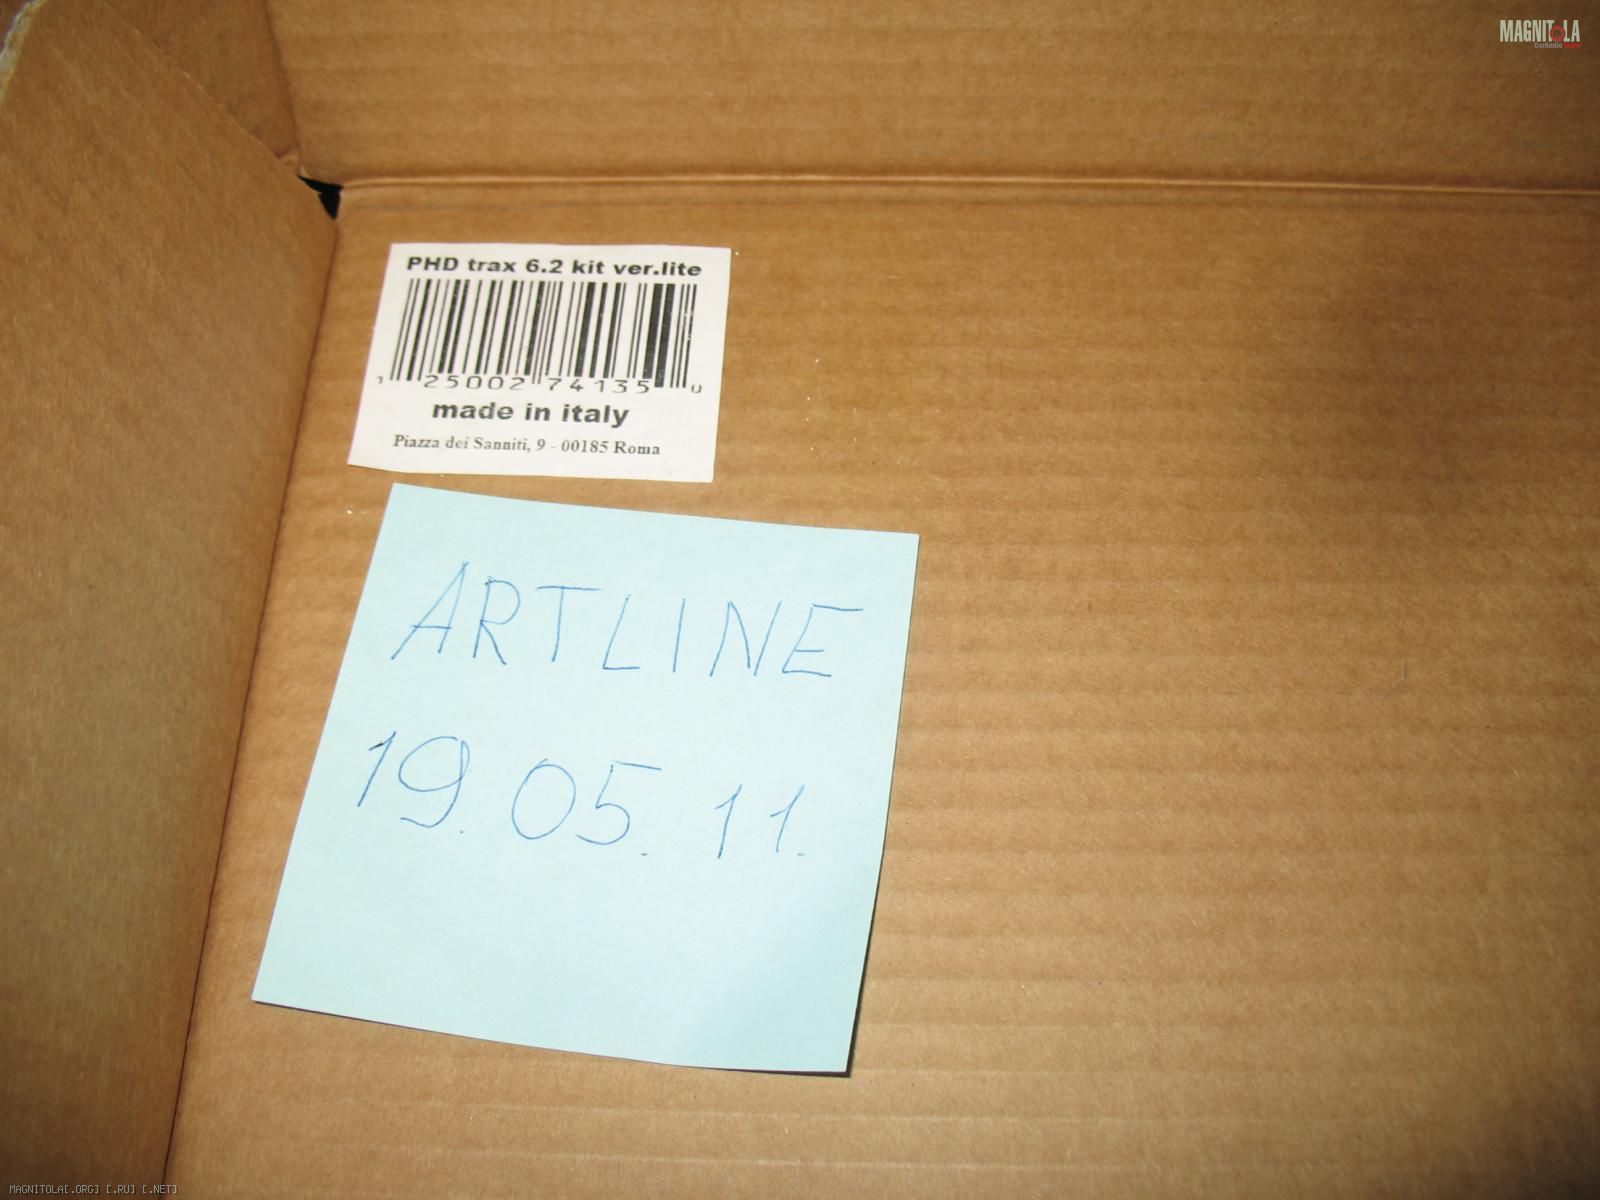 MAGNITOLA
PHD trax 6.2 kit ver.lite
1 25002 74135 0
made in italy
Piazza dei Sanniti, 9 - 00185 Roma
ARTLINE
19.05.11.
MAGNITOLA[.ORG] [.RU] [.NET]